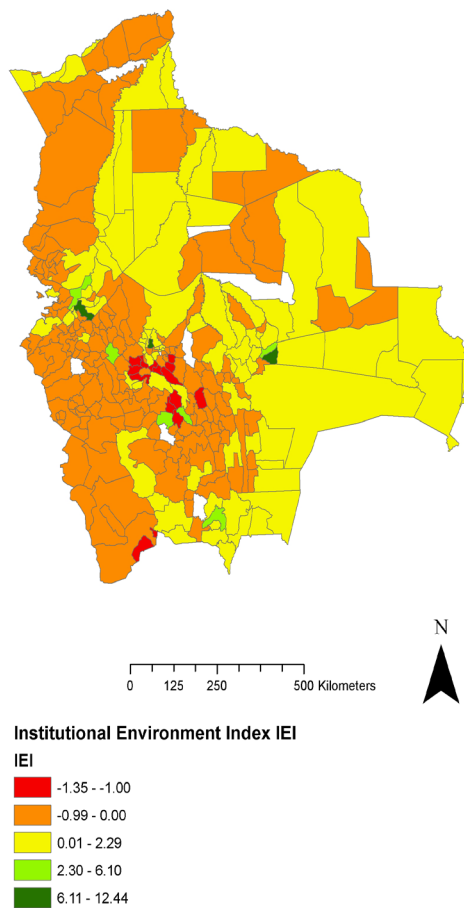 N
0 125 250 500 Kilometers
Institutional Environment Index IEI
IEI
-1.35 - -1.00
-0.99 - 0.00
0.01 - 2.29
2.30 - 6.10
6.11 - 12.44